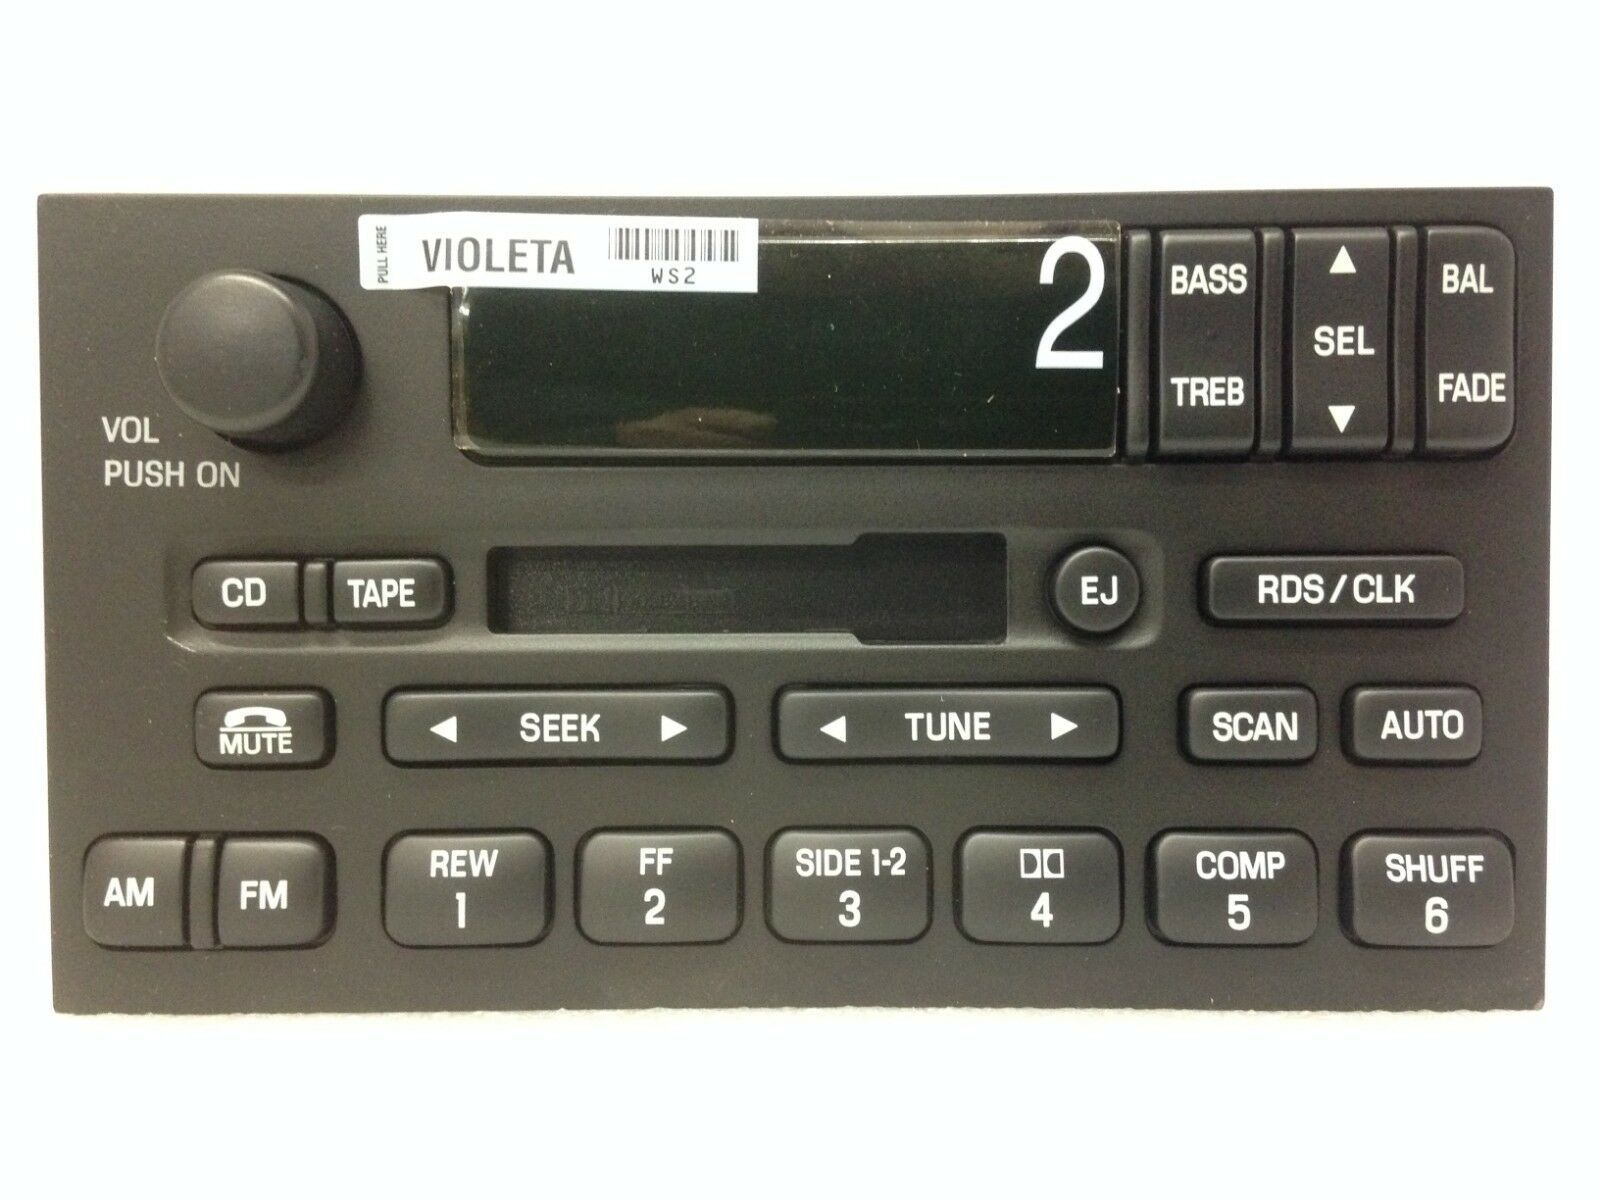 PULL HERE
VIOLETA
WS2
2
BASS
TREB
SEL
BAL
FADE
VOL
PUSH ON
CD
TAPE
EJ
RDS/CLK
MUTE
SEEK
TUNE
SCAN
AUTO
AM
FM
REW
1
FF
2
SIDE 1-2
3
4
COMP
5
SHUFF
6